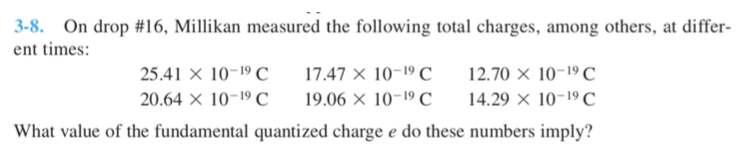 3-8. On drop #16, Millikan measured the following total charges, among others, at differ-
ent times:
25.41 × 10⁻¹⁹ C 17.47 × 10⁻¹⁹ C 12.70 × 10⁻¹⁹ C
20.64 × 10⁻¹⁹ C 19.06 × 10⁻¹⁹ C 14.29 × 10⁻¹⁹ C
What value of the fundamental quantized charge e do these numbers imply?